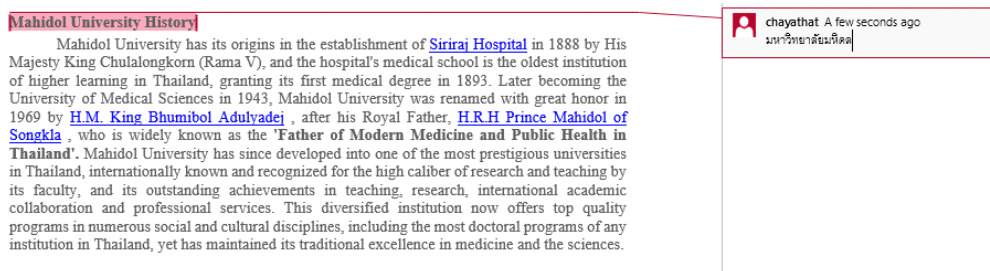 Mahidol University History
Mahidol University has its origins in the establishment of Siriraj Hospital in 1888 by His
Majesty King Chulalongkorn (Rama V), and the hospital's medical school is the oldest institution
of higher learning in Thailand, granting its first medical degree in 1893. Later becoming the
University of Medical Sciences in 1943, Mahidol University was renamed with great honor in
1969 by H.M. King Bhumibol Adulyadej , after his Royal Father, H.R.H Prince Mahidol of
Songkla , who is widely known as the 'Father of Modern Medicine and Public Health in
Thailand'. Mahidol University has since developed into one of the most prestigious universities
in Thailand, internationally known and recognized for the high caliber of research and teaching by
its faculty, and its outstanding achievements in teaching, research, international academic
collaboration and professional services. This diversified institution now offers top quality
programs in numerous social and cultural disciplines, including the most doctoral programs of any
institution in Thailand, yet has maintained its traditional excellence in medicine and the sciences.
chayathat A few seconds ago
มหาวิทยาลัยมหิดล